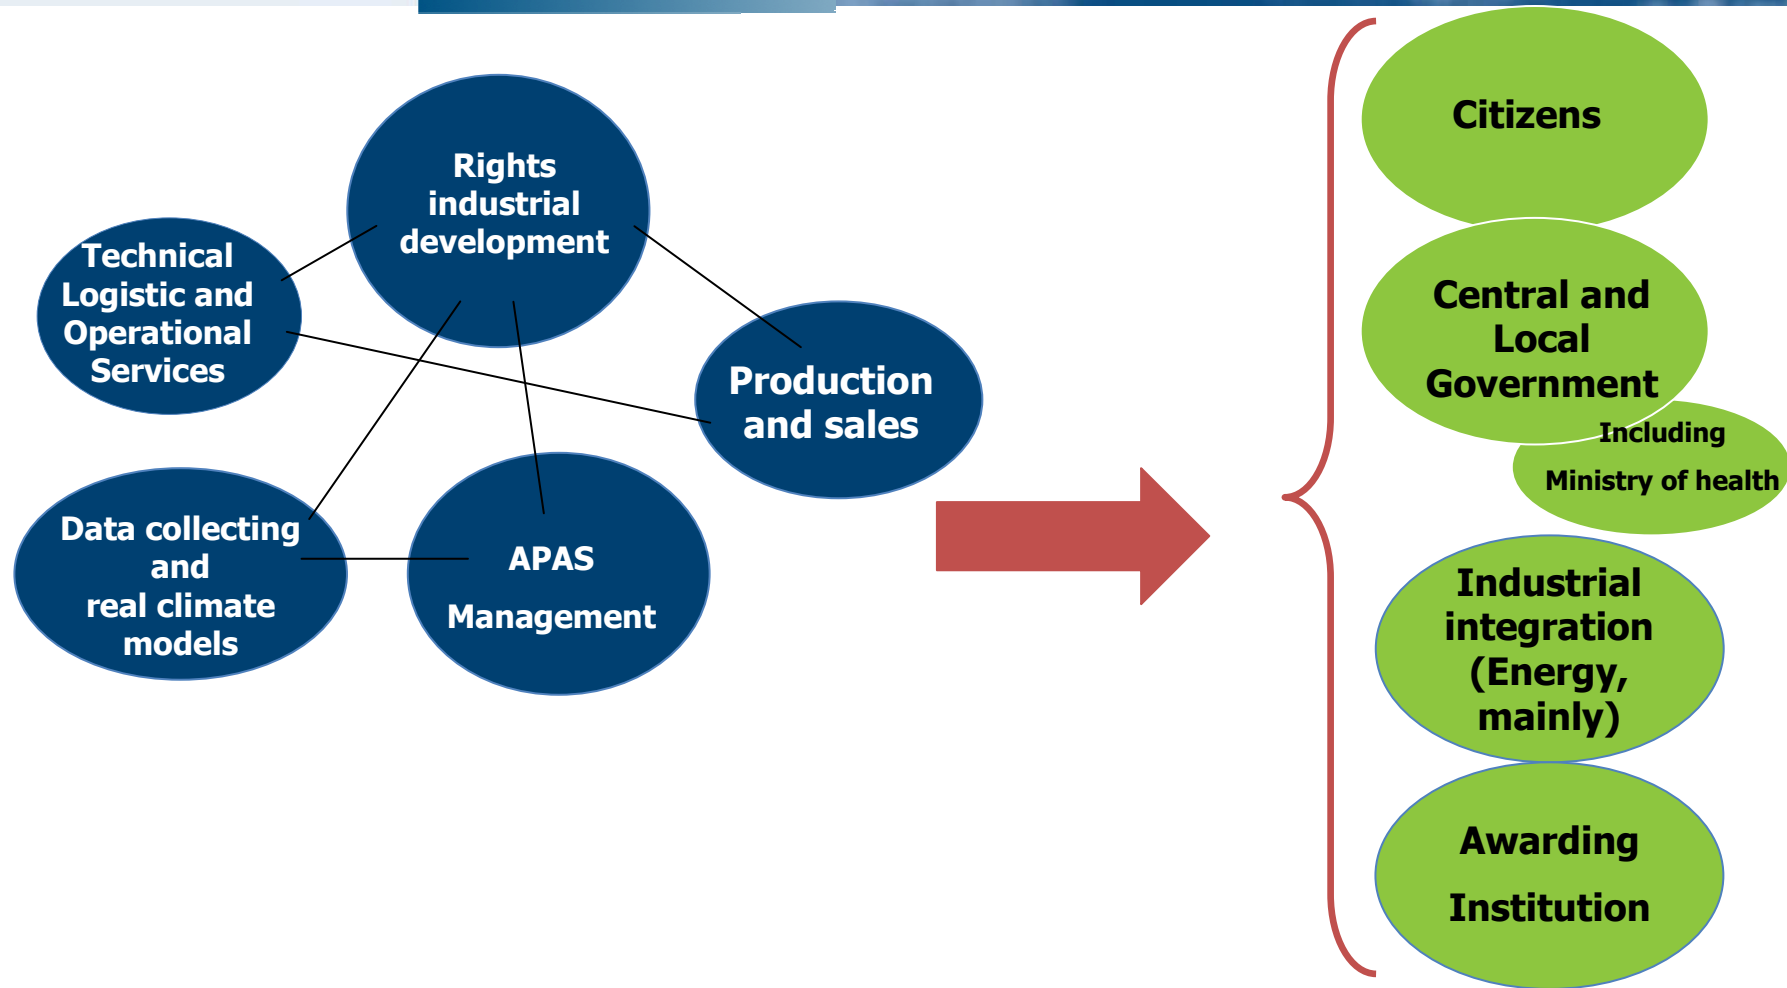 Rights
industrial
development
Technical
Logistic and
Operational
Services
Production
and sales
Data collecting
and
real climate
models
APAS
Management
Citizens
Central and
Local
Government
Including
Ministry of health
Industrial
integration
(Energy,
mainly)
Awarding
Institution